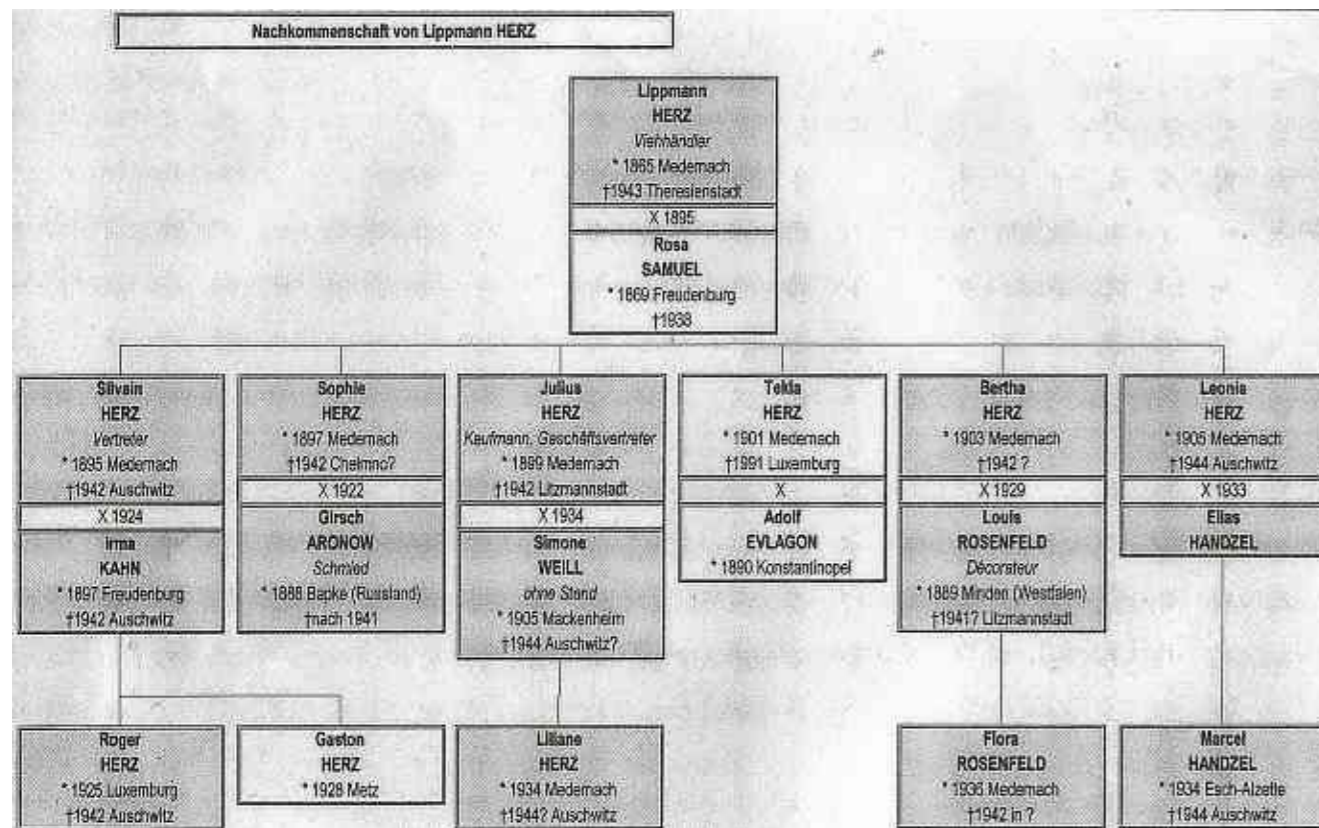 Nachkommenschaft von Lippmann HERZ
Lippmann
HERZ
Viehhändler
* 1865 Medernach
†1943 Theresienstadt
X 1895
Rosa
SAMUEL
* 1869 Freudenburg
†1938
Silvain
HERZ
Vertreter
* 1895 Medernach
†1942 Auschwitz
X 1924
Irma
KAHN
* 1897 Freudenburg
†1942 Auschwitz
Sophie
HERZ
* 1897 Medernach
†1942 Chelmno?
X 1922
Girsch
ARONOW
Schmied
* 1888 Bapke (Russland)
†nach 1941
Julius
HERZ
Kaufmann, Geschäftsvertreter
* 1899 Medernach
†1942 Litzmannstadt
X 1934
Simone
WEILL
ohne Stand
* 1905 Mackenheim
†1944 Auschwitz?
Tekla
HERZ
* 1901 Medernach
†1991 Luxemburg
X
Adolf
EVLAGON
* 1890 Konstantinopel
Bertha
HERZ
* 1903 Medernach
†1942 ?
X 1929
Louis
ROSENFELD
Décorateur
* 1889 Minden (Westfalen)
†1941? Litzmannstadt
Leonie
HERZ
* 1905 Medernach
†1944 Auschwitz
X 1933
Elias
HANDZEL
Roger
HERZ
* 1925 Luxemburg
†1942 Auschwitz
Gaston
HERZ
* 1928 Metz
Liliane
HERZ
* 1934 Medernach
†1944? Auschwitz
Flora
ROSENFELD
* 1936 Medernach
†1942 in ?
Marcel
HANDZEL
* 1934 Esch-Alzette
†1944 Auschwitz